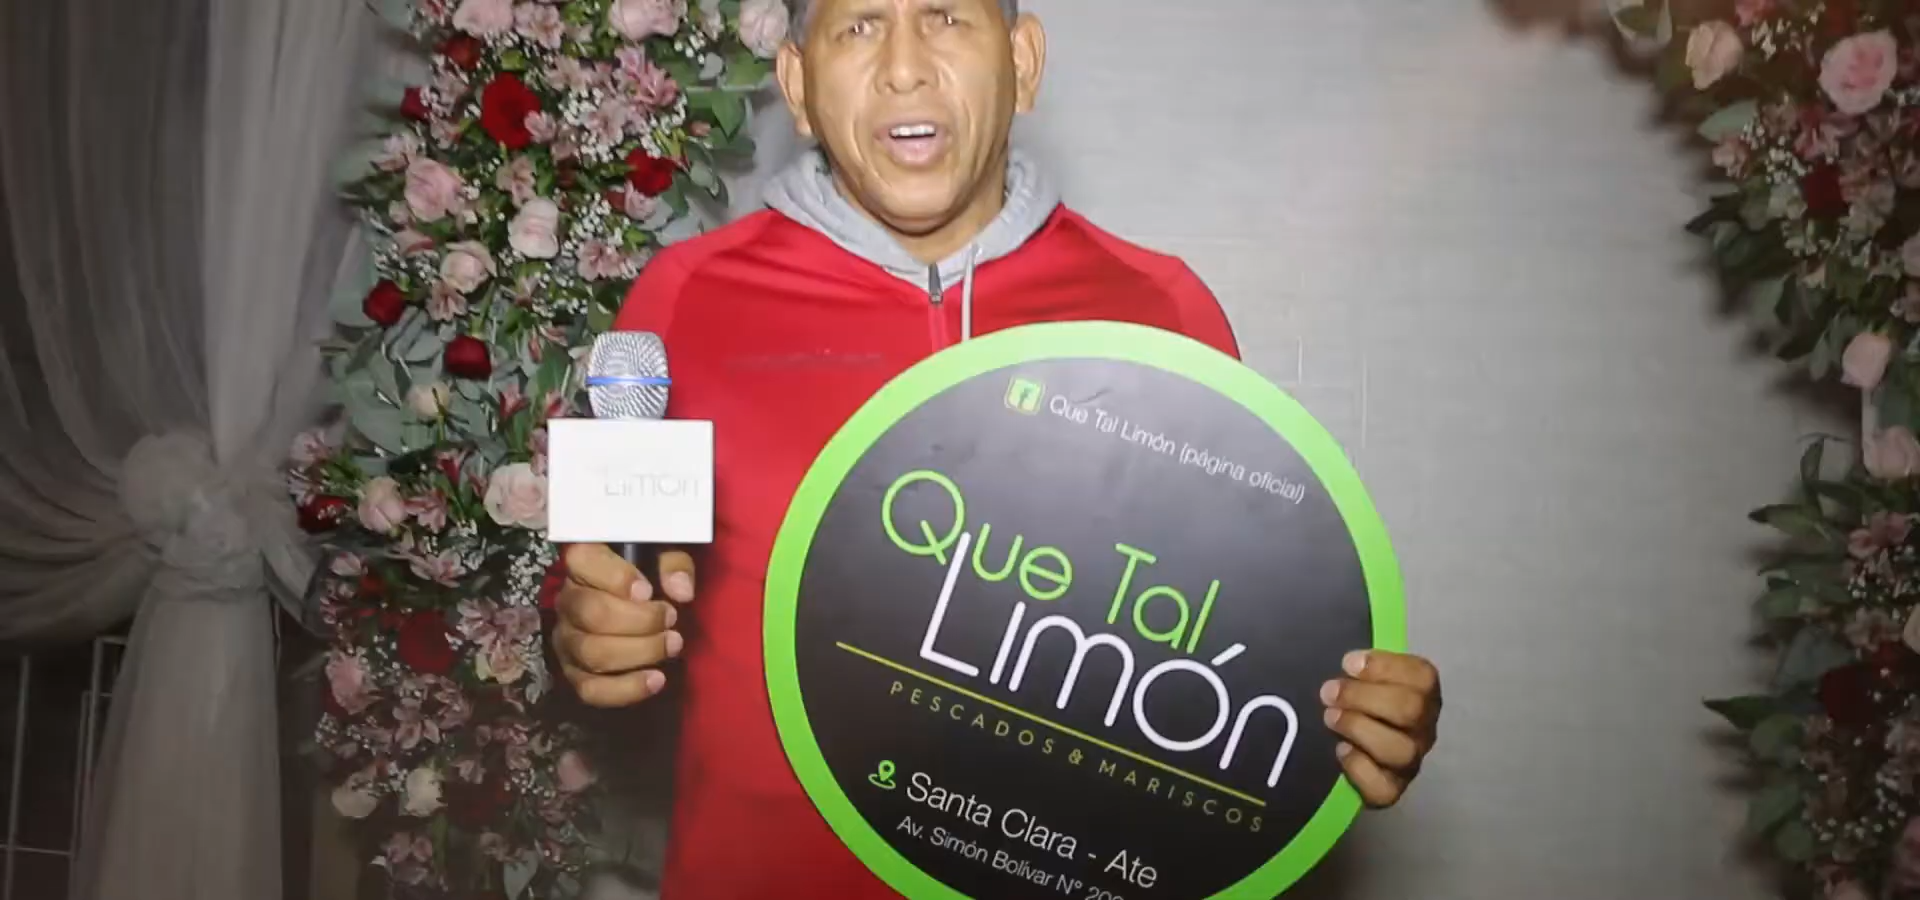 Que Tal Limón (página oficial)
Que Tal
Limón
PESCADOS & MARISCOS
Santa Clara - Ate
Av. Simón Bolívar N°
Limón